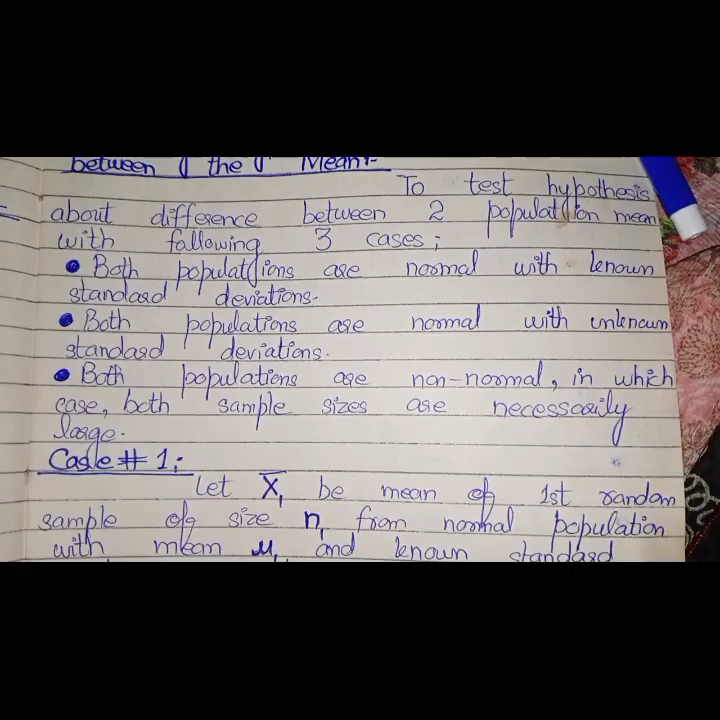 between the Mean:-
To test hypothesis
about difference between 2 population mean
with following 3 cases;
• Both populations are normal with known
standard deviations.
• Both populations are normal with unknown
standard deviations.
• Both populations are non-normal, in which
case, both sample sizes are necessarily
large.
Case # 1:
Let X̄₁ be mean of 1st random
sample of size n₁ from normal population
with mean μ₁ and known standard